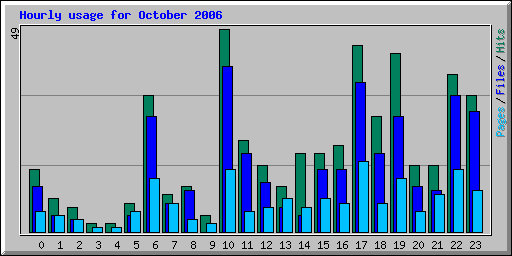 Hourly usage for October 2006
49
Pages / Files / Hits
0 1 2 3 4 5 6 7 8 9 10 11 12 13 14 15 16 17 18 19 20 21 22 23